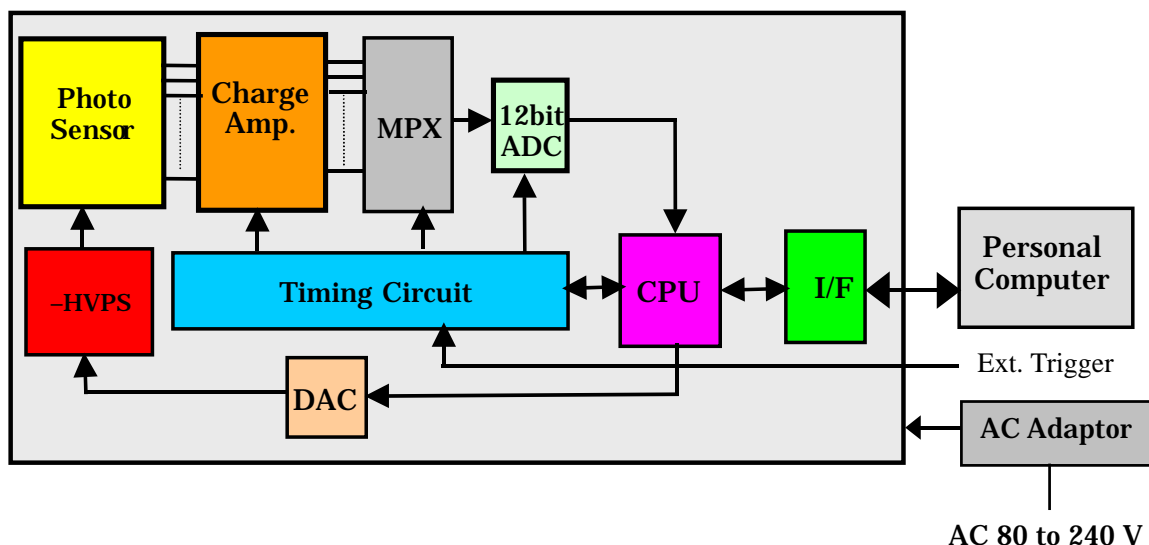 Photo
Sensor
Charge
Amp.
MPX
12bit
ADC
–HVPS
Timing Circuit
CPU
I/F
Personal
Computer
Ext. Trigger
DAC
AC Adaptor
AC 80 to 240 V